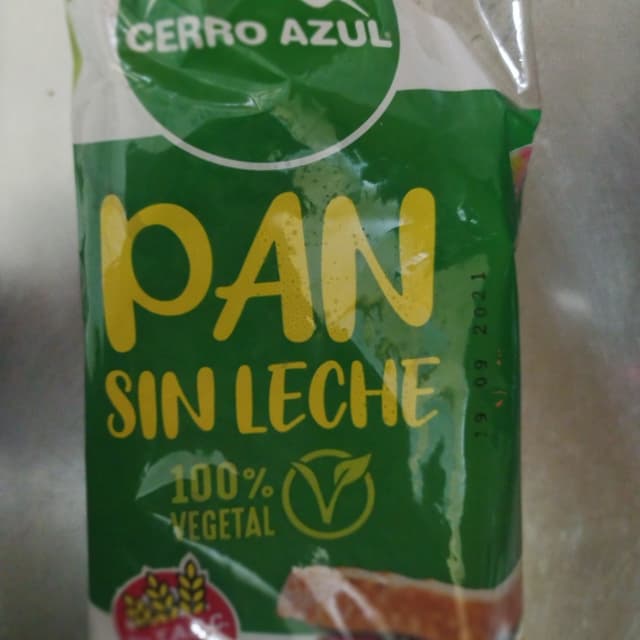 CERRO AZUL
PAN
SIN LECHE
100%
VEGETAL
19 09 2021